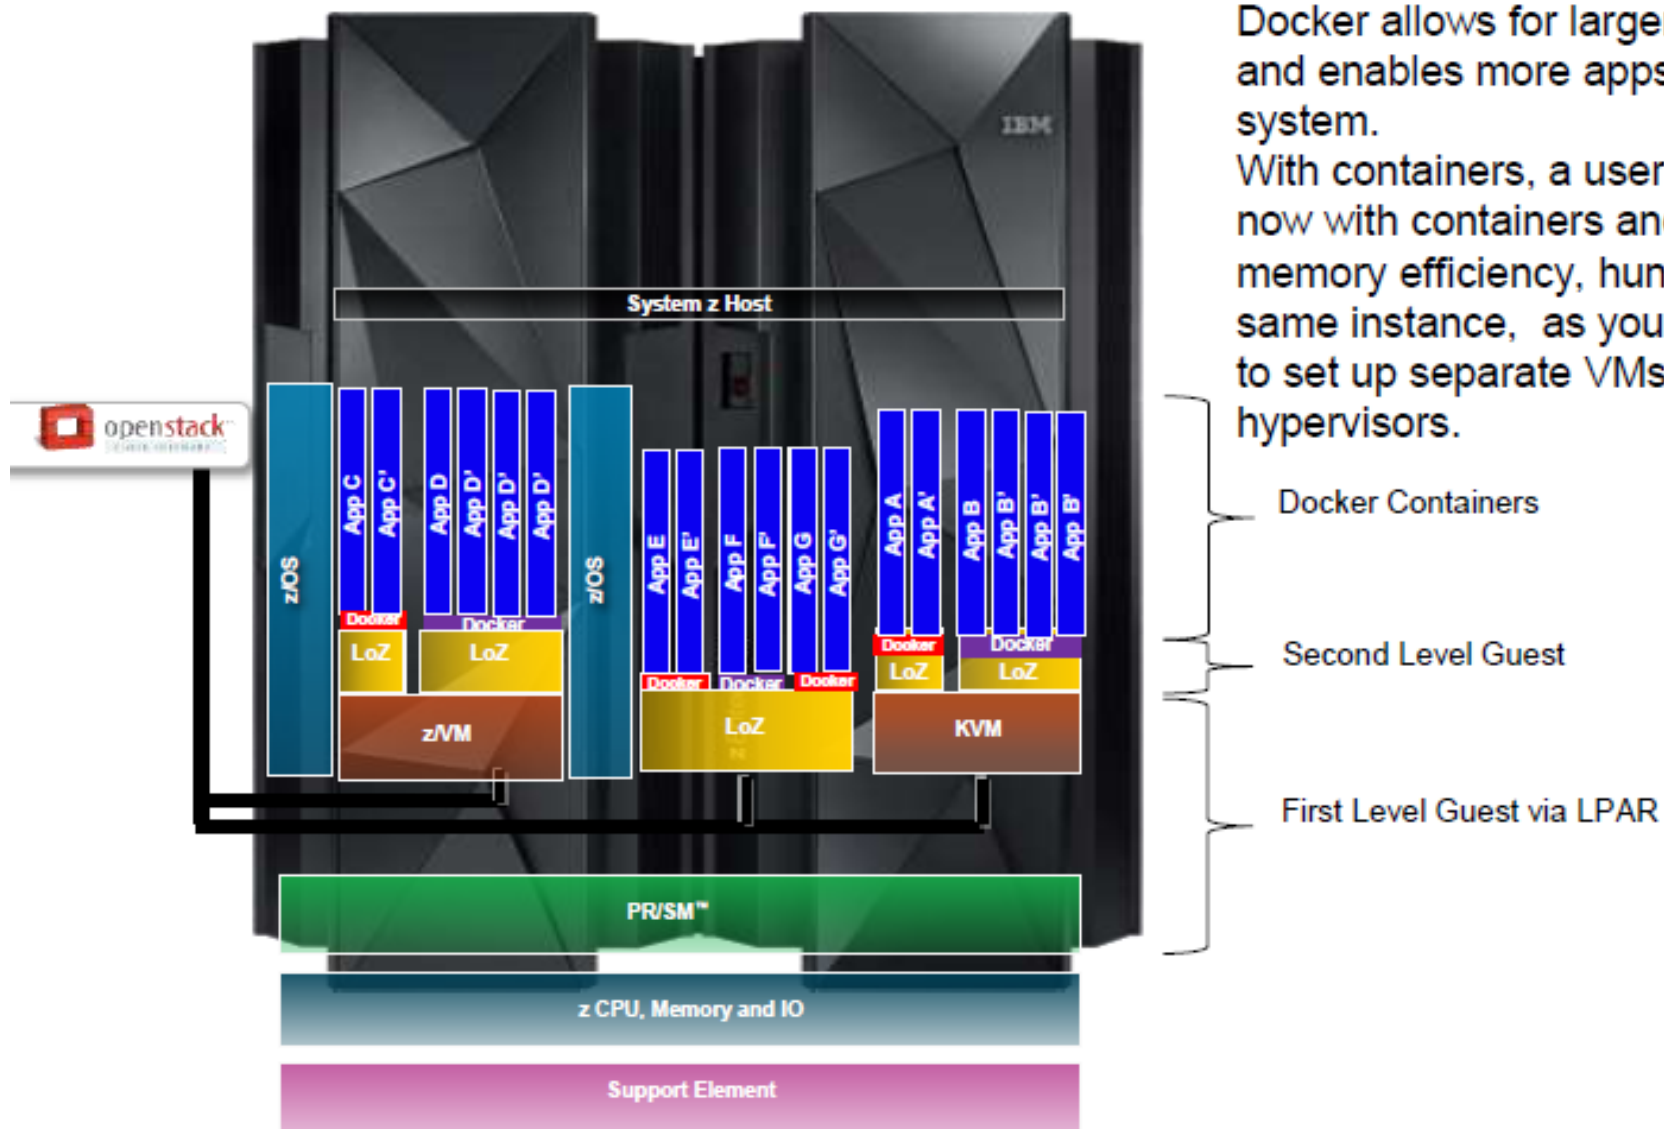 Docker allows for large
and enables more apps
system.
With containers, a user
now with containers an
memory efficiency, hun
same instance, as you
to set up separate VMs
hypervisors.
IBM
System z Host
openstack
z/OS
App C
App C'
App D
App D'
App D'
App D'
z/OS
App E
App E'
App F
App F'
App G
App G'
App A
App A'
App B
App B'
App B'
App B'
Docker Containers
Docker
Docker
Docker
Docker
LoZ
LoZ
LoZ
LoZ
Second Level Guest
Docker
Docker
Docker
z/VM
LoZ
KVM
First Level Guest via LPAR
PR/SM™
z CPU, Memory and IO
Support Element